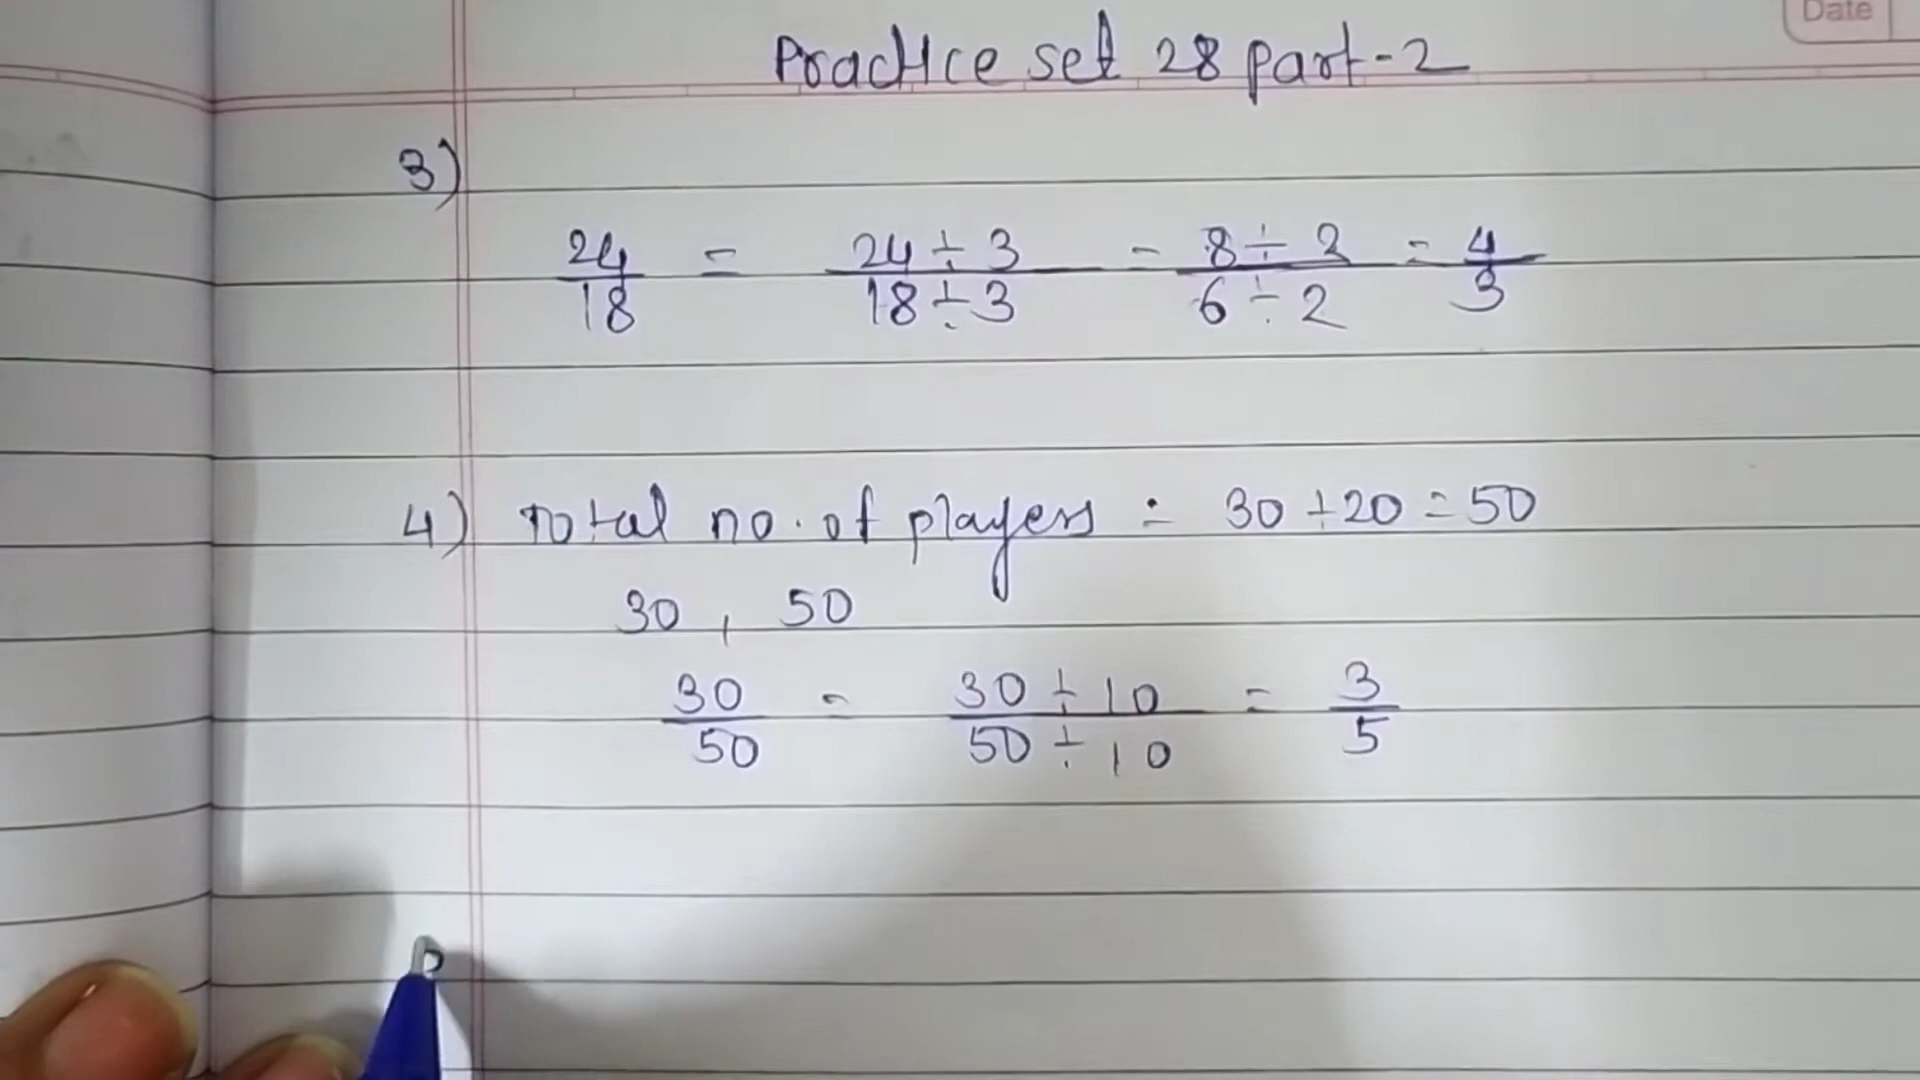 Date
Practice set 28 part-2
3)
24/18 = 24÷3/18÷3 = 8÷2/6÷2 = 4/3
4) Total no. of players = 30+20=50
30, 50
30/50 = 30÷10/50÷10 = 3/5